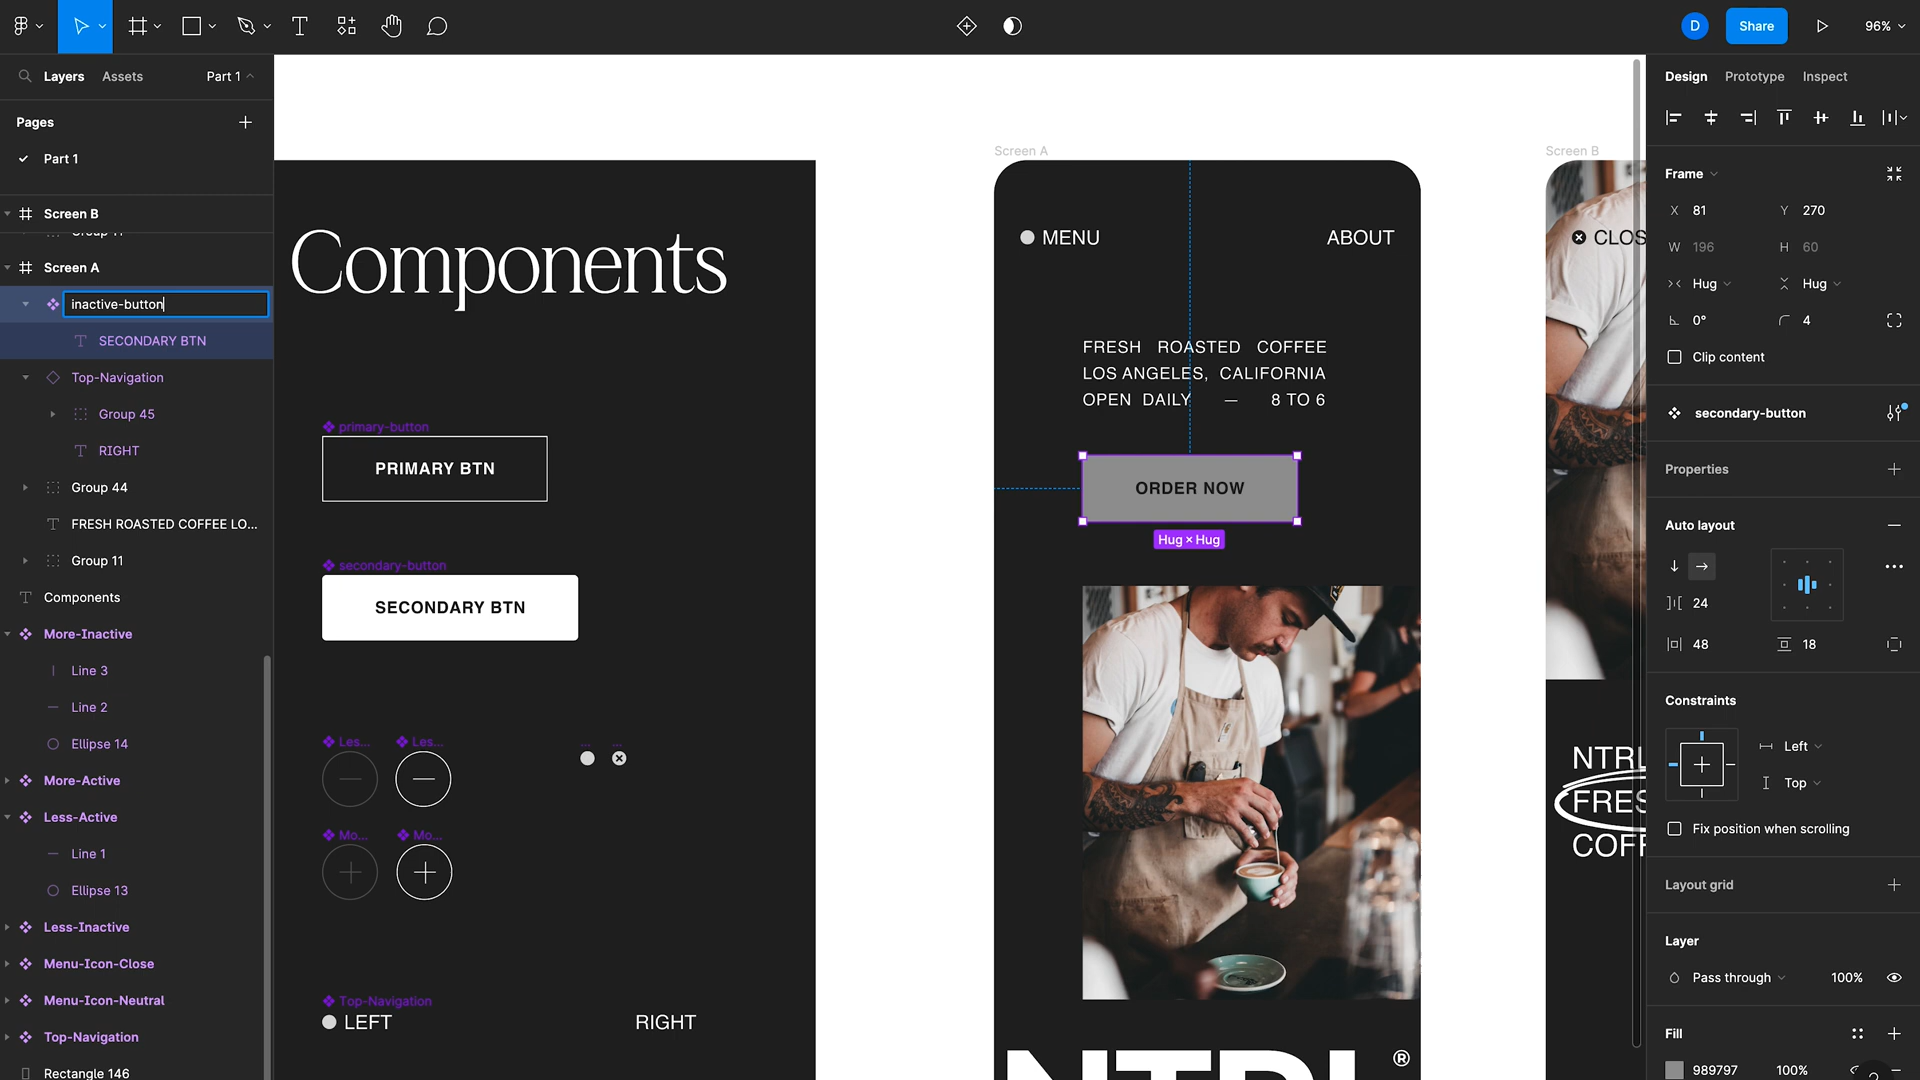 D
Share
96%
Layers
Assets
Part 1
Pages
Part 1
Screen B
Screen A
inactive-button
SECONDARY BTN
Top-Navigation
Group 45
RIGHT
Group 44
FRESH ROASTED COFFEE LO...
Group 11
Components
More-Inactive
Line 3
Line 2
Ellipse 14
More-Active
Less-Active
Line 1
Ellipse 13
Less-Inactive
Menu-Icon-Close
Menu-Icon-Neutral
Top-Navigation
Rectangle 146
Components
primary-button
PRIMARY BTN
secondary-button
SECONDARY BTN
Les...
Les...
...
...
Mo...
Mo...
Top-Navigation
LEFT
RIGHT
Screen A
MENU
ABOUT
FRESH ROASTED COFFEE
LOS ANGELES, CALIFORNIA
OPEN DAILY — 8 TO 6
ORDER NOW
Hug × Hug
®
Screen B
CLOS
NTRL
FRES
COFF
Design
Prototype
Inspect
Frame
X 81
Y 270
W 196
H 60
Hug
Hug
0°
4
Clip content
secondary-button
Properties
Auto layout
24
48
18
Constraints
Left
Top
Fix position when scrolling
Layout grid
Layer
Pass through
100%
Fill
989797
100%